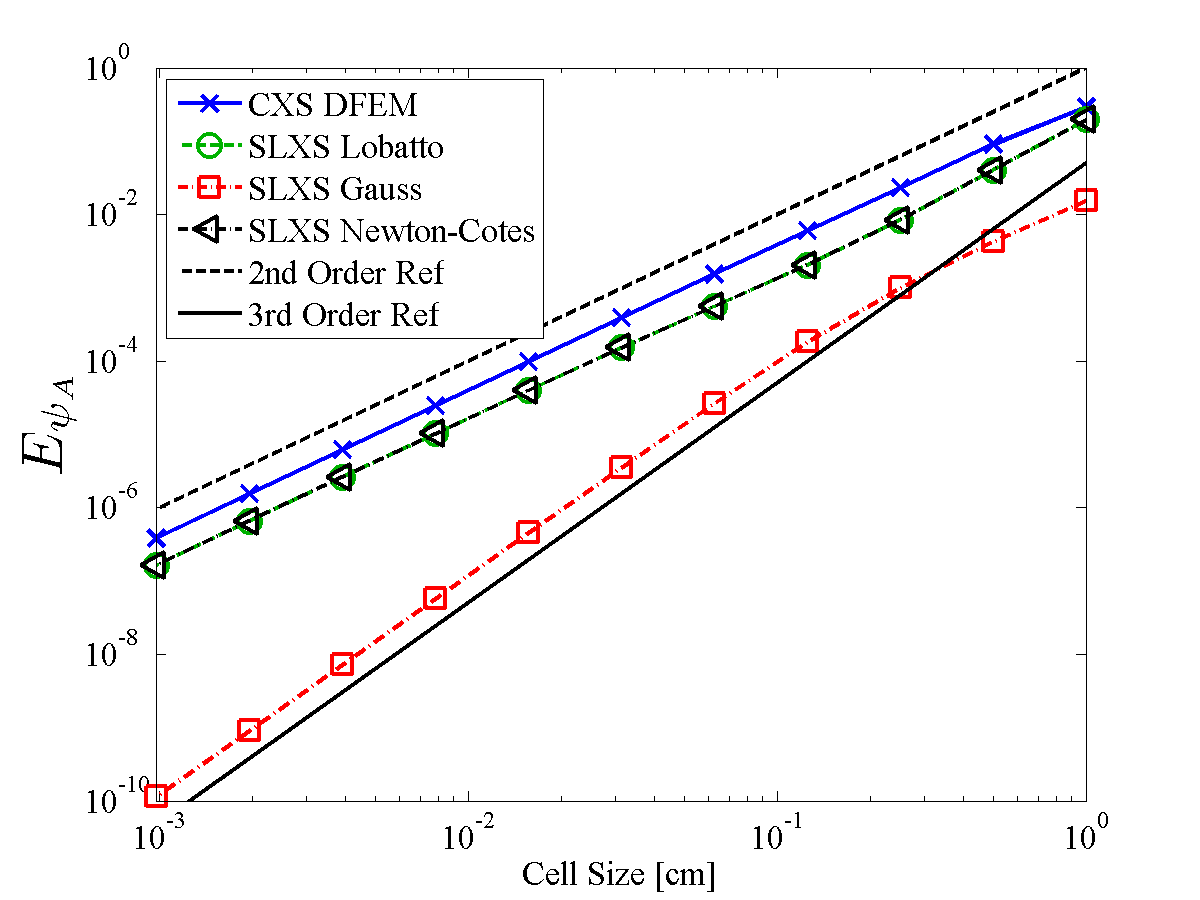 10^0
CXS DFEM
SLXS Lobatto
SLXS Gauss
SLXS Newton-Cotes
2nd Order Ref
3rd Order Ref
10^-2
10^-4
E_ψ_A
10^-6
10^-8
10^-10
10^-3 10^-2 10^-1 10^0
Cell Size [cm]